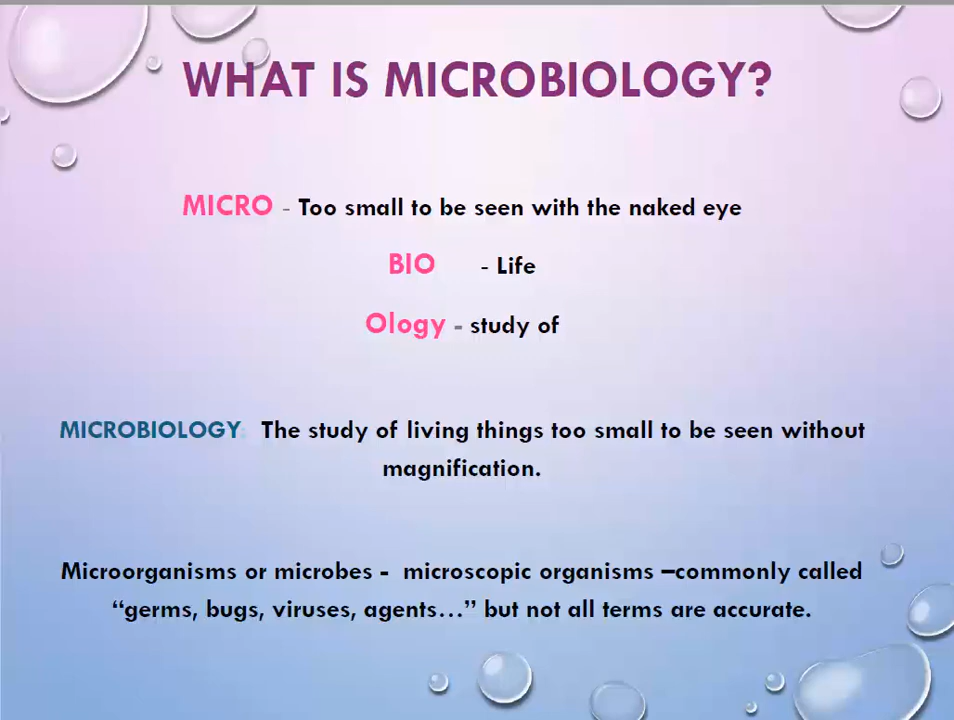 WHAT IS MICROBIOLOGY?
MICRO - Too small to be seen with the naked eye
BIO - Life
Ology - study of
MICROBIOLOGY: The study of living things too small to be seen without
magnification.
Microorganisms or microbes - microscopic organisms –commonly called
“germs, bugs, viruses, agents…” but not all terms are accurate.